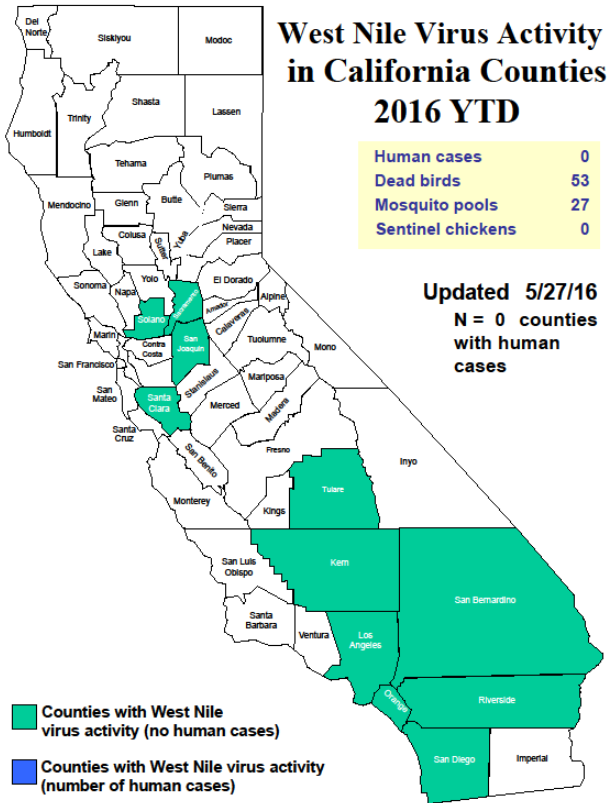 West Nile Virus Activity
in California Counties
2016 YTD
Human cases 0
Dead birds 53
Mosquito pools 27
Sentinel chickens 0
Updated 5/27/16
N = 0 counties
with human
cases
Del
Norte
Siskiyou
Modoc
Humboldt
Trinity
Shasta
Lassen
Tehama
Plumas
Mendocino
Glenn
Butte
Sierra
Colusa
Sutter
Yuba
Nevada
Placer
Lake
Sonoma
Napa
Yolo
El Dorado
Sacramento
Amador
Alpine
Solano
Calaveras
Marin
Contra
Costa
San
Joaquin
Tuolumne
Mono
San Francisco
Stanislaus
Mariposa
San
Mateo
Santa
Clara
Merced
Madera
Santa
Cruz
San Benito
Fresno
Inyo
Monterey
Kings
Tulare
San Luis
Obispo
Kern
San Bernardino
Santa
Barbara
Ventura
Los
Angeles
Orange
Riverside
San Diego
Imperial
Counties with West Nile
virus activity (no human cases)
Counties with West Nile virus activity
(number of human cases)